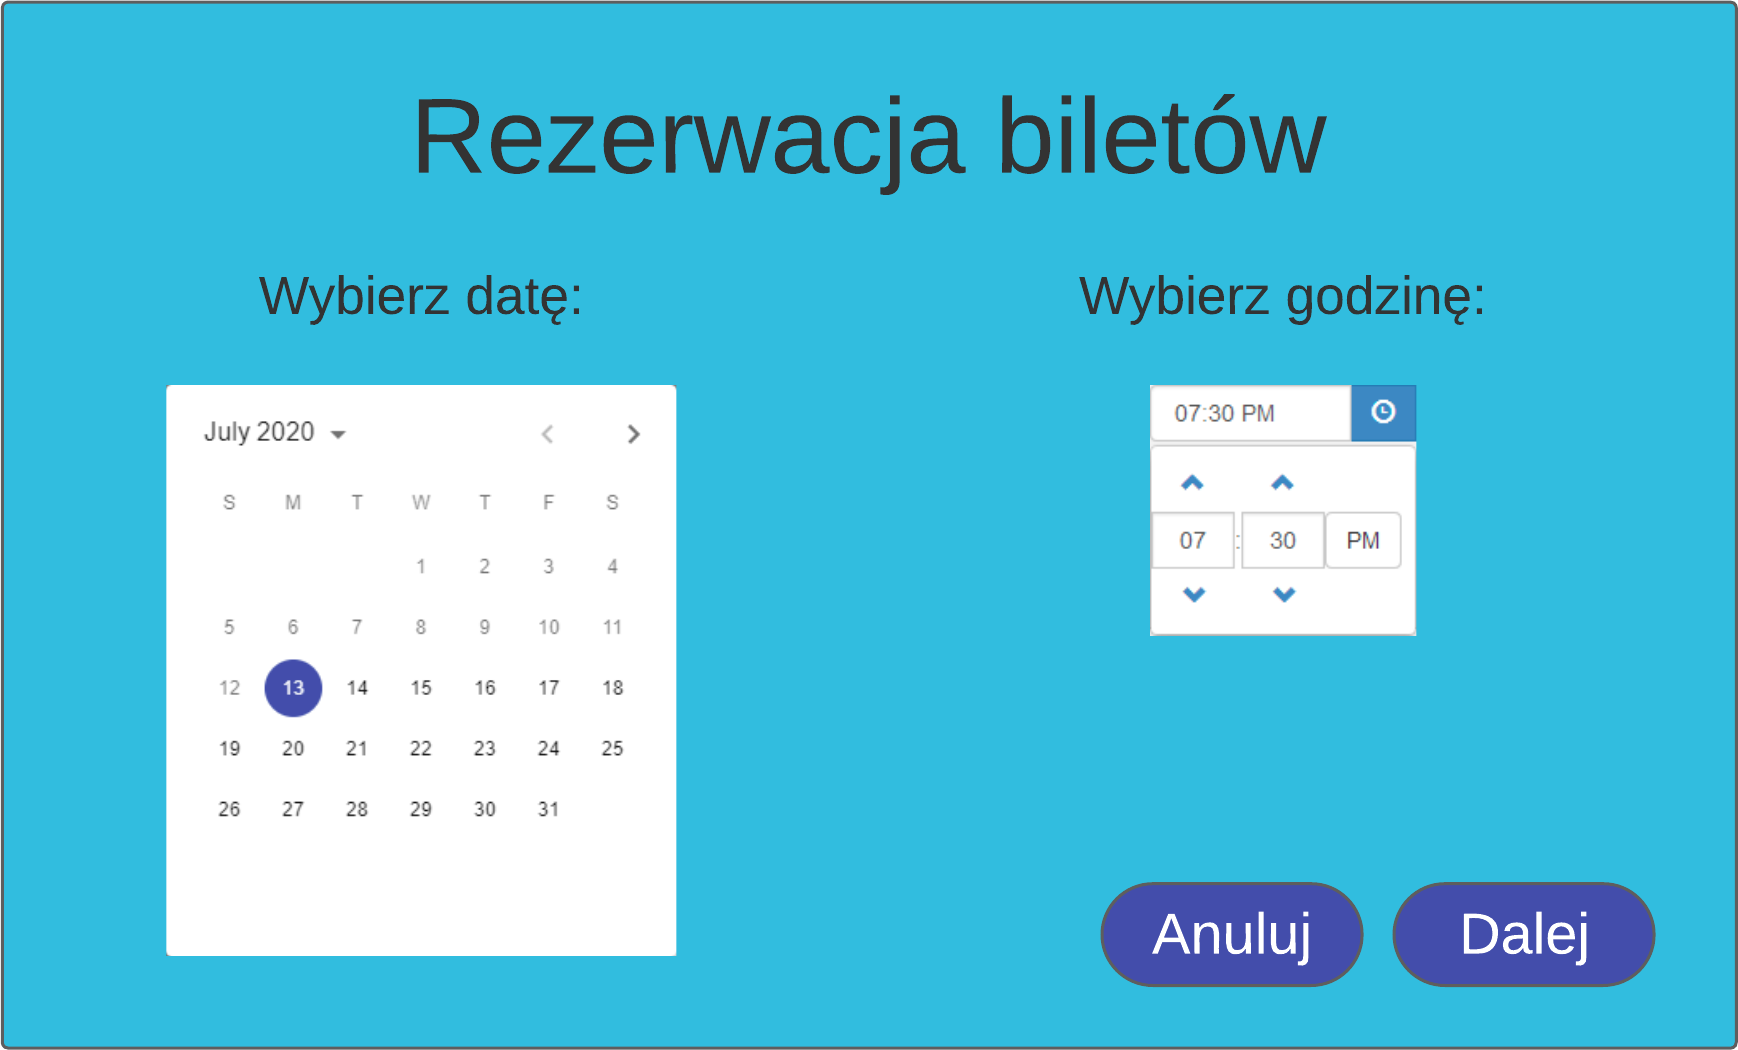 Rezerwacja biletów
Wybierz datę:
July 2020
S M T W T F S
1 2 3 4
5 6 7 8 9 10 11
12 13 14 15 16 17 18
19 20 21 22 23 24 25
26 27 28 29 30 31
Wybierz godzinę:
07:30 PM
07 : 30 PM
Anuluj
Dalej